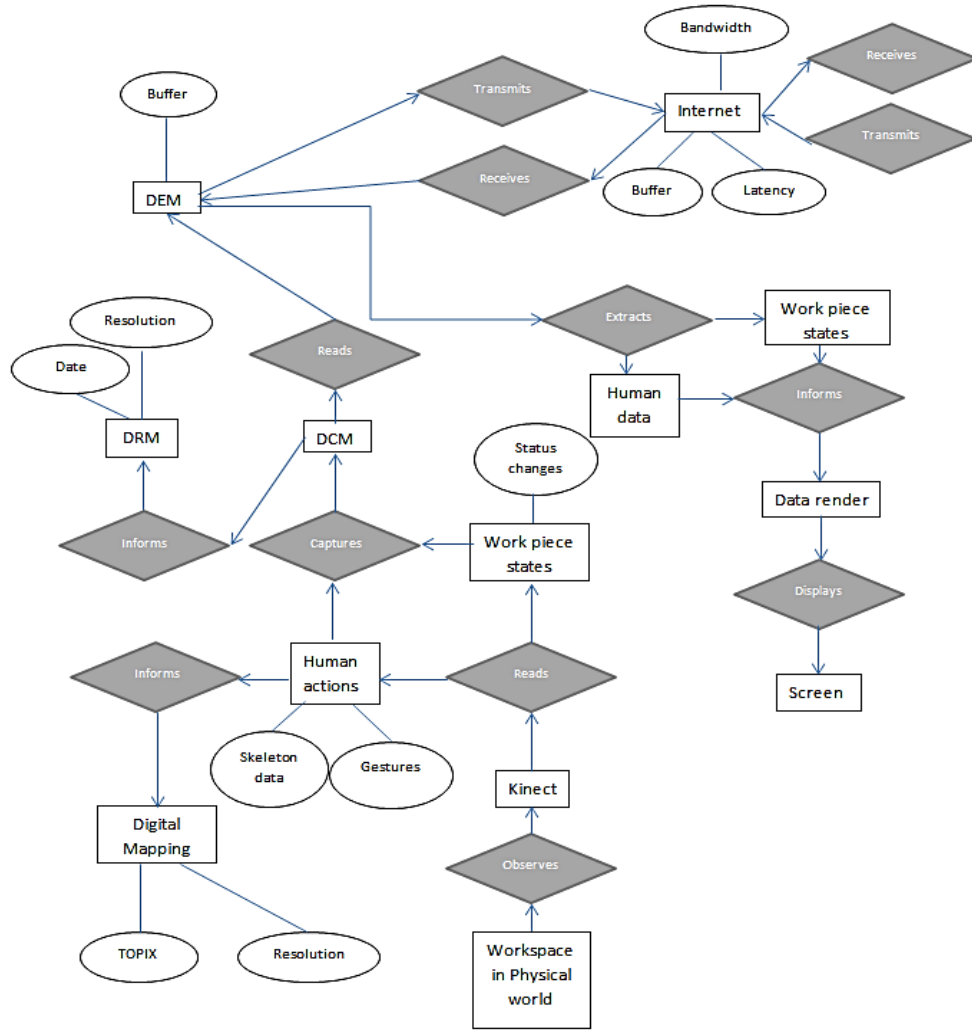 Bandwidth
Receives
Buffer
Transmits
Internet
Transmits
Receives
Buffer
Latency
DEM
Resolution
Extracts
Work piece
states
Date
Reads
Human
data
Informs
DRM
DCM
Status
changes
Data render
Informs
Captures
Work piece
states
Displays
Informs
Human
actions
Reads
Screen
Skeleton
data
Gestures
Kinect
Digital
Mapping
Observes
TOPIX
Resolution
Workspace
in Physical
world